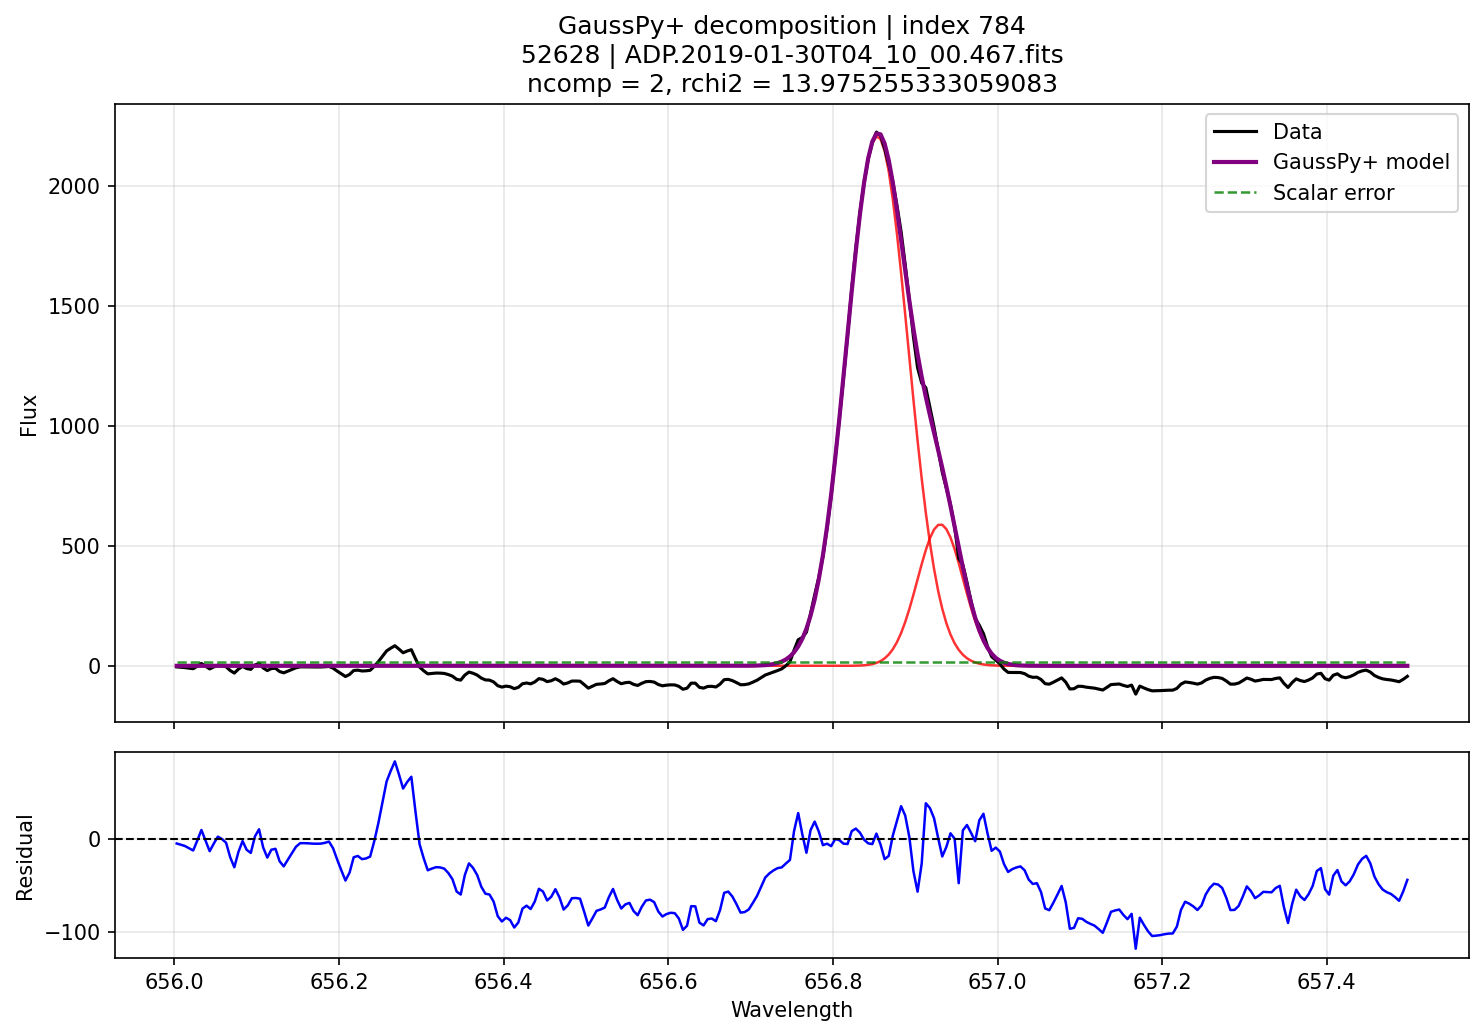 GaussPy+ decomposition | index 784
52628 | ADP.2019-01-30T04_10_00.467.fits
ncomp = 2, rchi2 = 13.975255333059083
Data
GaussPy+ model
Scalar error
Flux
2000
1500
1000
500
0
Residual
0
−100
656.0 656.2 656.4 656.6 656.8 657.0 657.2 657.4
Wavelength